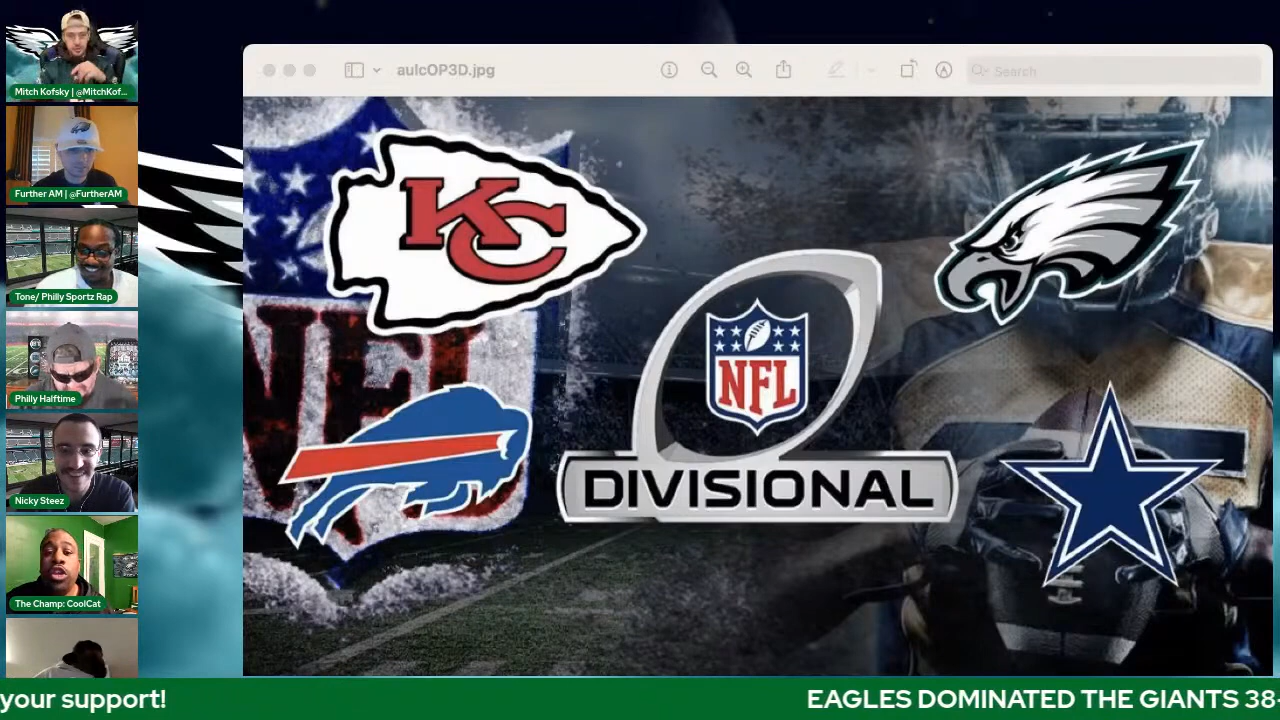 Mitch Kofsky | @MitchKof...
Further AM | @FurtherAM
Tone/ Philly Sportz Rap
Philly Halftime
Nicky Steez
The Champ: CoolCat
aulcOP3D.jpg
Search
KC
NFL
NFL
DIVISIONAL
your support!
EAGLES DOMINATED THE GIANTS 38-